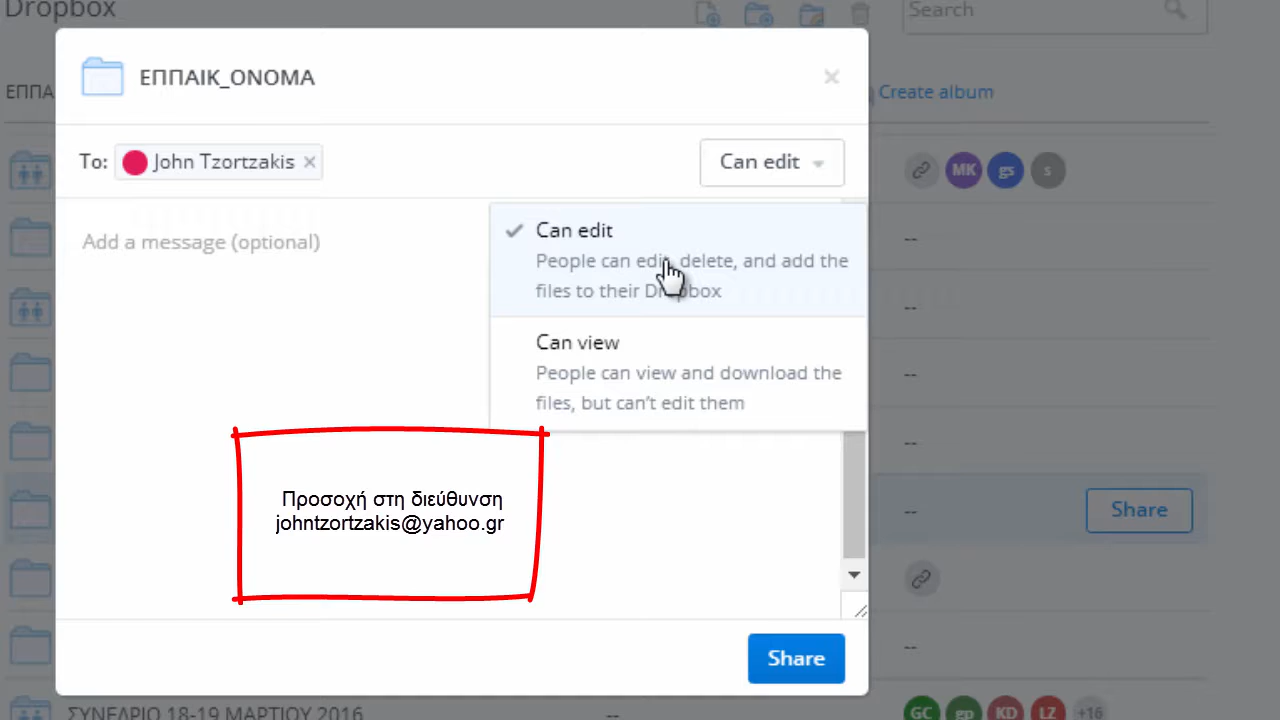 Dropbox
Search
ΕΠΠΑΙΚ_ΟΝΟΜΑ
ΕΠΠΑ
Create album
To: John Tzortzakis ×
Can edit
MK gs s
Add a message (optional)
Can edit
People can edit, delete, and add the
files to their Dropbox
--
--
Can view
People can view and download the
files, but can't edit them
--
--
Προσοχή στη διεύθυνση
johntzortzakis@yahoo.gr
--
Share
--
Share
ΣΥΝΕΔΡΙΟ 18-19 ΜΑΡΤΙΟΥ 2016
--
GC gp KD LZ +16